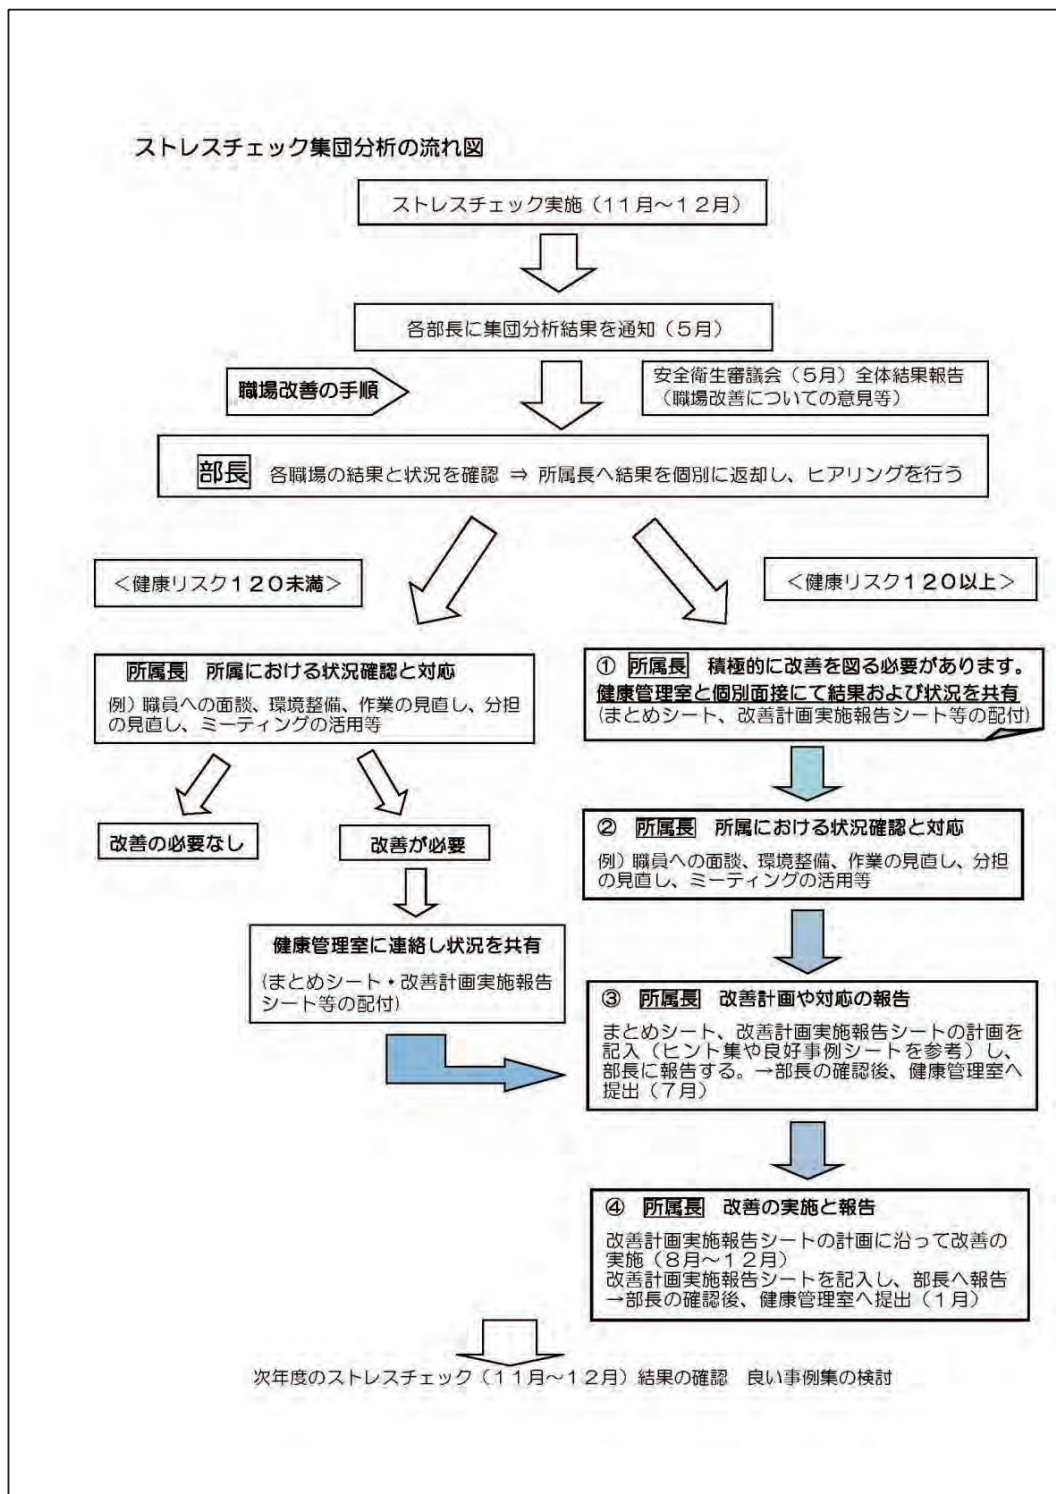 ストレスチェック集団分析の流れ図
ストレスチェック実施（１１月～１２月）
各部長に集団分析結果を通知（５月）
職場改善の手順
安全衛生審議会（５月）全体結果報告
（職場改善についての意見等）
部長 各職場の結果と状況を確認 ⇒ 所属長へ結果を個別に返却し、ヒアリングを行う
＜健康リスク１２０未満＞
＜健康リスク１２０以上＞
所属長 所属における状況確認と対応
例）職員への面談、環境整備、作業の見直し、分担
の見直し、ミーティングの活用等
改善の必要なし
改善が必要
健康管理室に連絡し状況を共有
(まとめシート・改善計画実施報告
シート等の配付)
① 所属長 積極的に改善を図る必要があります。
健康管理室と個別面接にて結果および状況を共有
(まとめシート、改善計画実施報告シート等の配付)
② 所属長 所属における状況確認と対応
例）職員への面談、環境整備、作業の見直し、分担
の見直し、ミーティングの活用等
③ 所属長 改善計画や対応の報告
まとめシート、改善計画実施報告シートの計画を
記入（ヒント集や良好事例シートを参考）し、
部長に報告する。→部長の確認後、健康管理室へ
提出（７月）
④ 所属長 改善の実施と報告
改善計画実施報告シートの計画に沿って改善の
実施（８月～１２月）
改善計画実施報告シートを記入し、部長へ報告
→部長の確認後、健康管理室へ提出（１月）
次年度のストレスチェック（１１月～１２月）結果の確認 良い事例集の検討